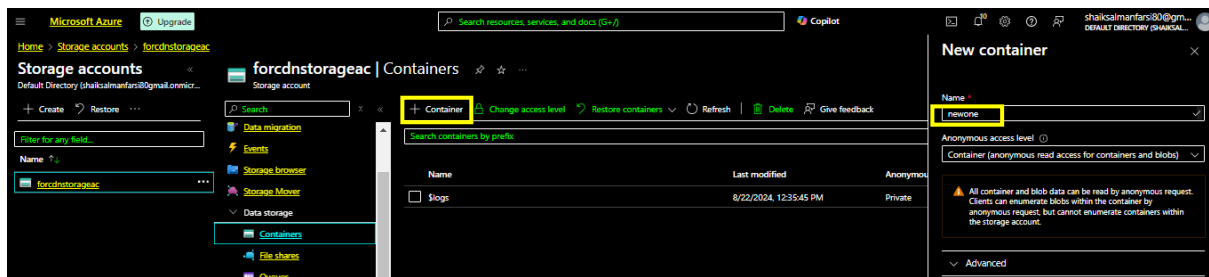 Microsoft Azure
Upgrade
Search resources, services, and docs (G+/)
Copilot
10
shaiksalmanfarsi80@gm...
DEFAULT DIRECTORY (SHAIKSAL...
Home > Storage accounts > forcdnstorageac
Storage accounts
Default Directory (shaiksalmanfarsi80gmail.onmicr...
+ Create
Restore
...
Filter for any field...
Name ↑↓
forcdnstorageac
...
forcdnstorageac | Containers
...
Storage account
Search
Data migration
Events
Storage browser
Storage Mover
Data storage
Containers
File shares
Queues
+ Container
Change access level
Restore containers
Refresh
Delete
Give feedback
Search containers by prefix
Name
Last modified
Anonymou
$logs
8/22/2024, 12:35:45 PM
Private
New container
Name *
newone
Anonymous access level
Container (anonymous read access for containers and blobs)
All container and blob data can be read by anonymous request.
Clients can enumerate blobs within the container by
anonymous request, but cannot enumerate containers within
the storage account.
Advanced